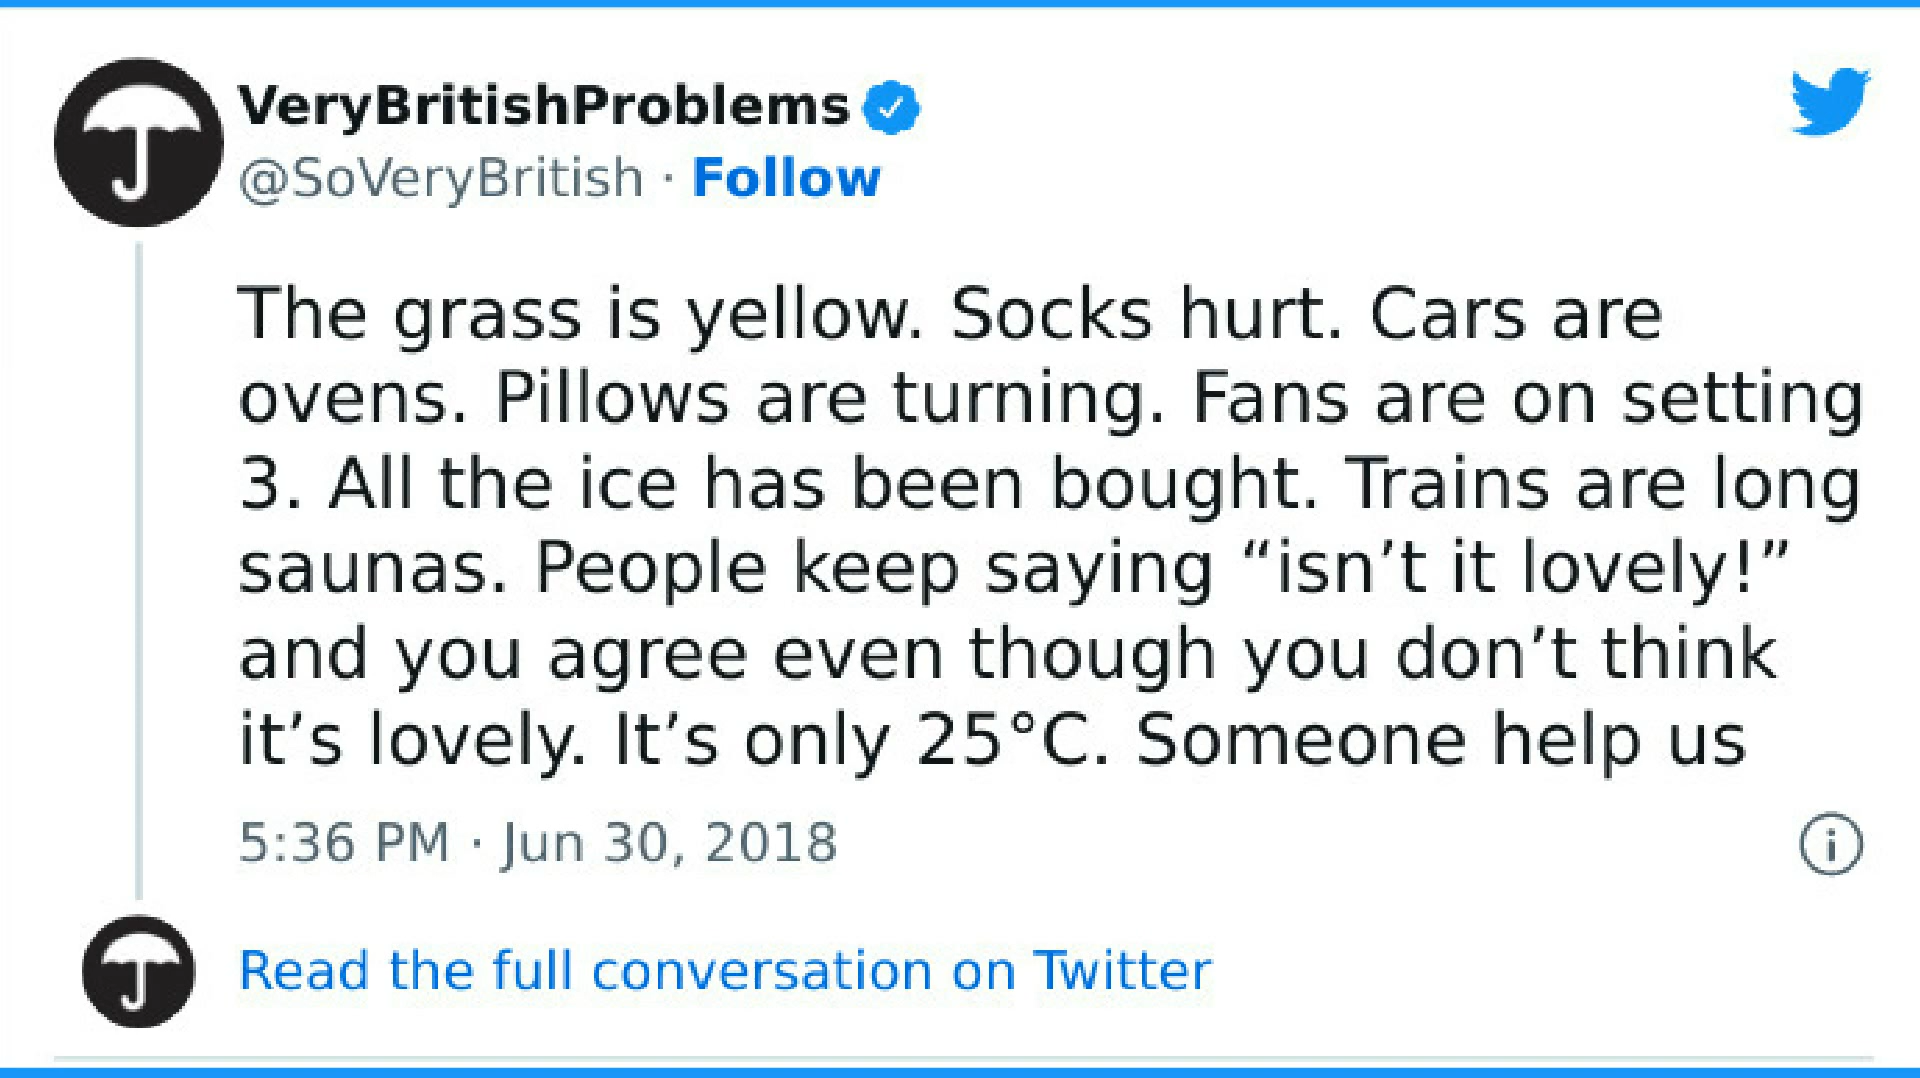 VeryBritishProblems
@SoVeryBritish · Follow
The grass is yellow. Socks hurt. Cars are
ovens. Pillows are turning. Fans are on setting
3. All the ice has been bought. Trains are long
saunas. People keep saying “isn’t it lovely!”
and you agree even though you don’t think
it’s lovely. It’s only 25°C. Someone help us
5:36 PM · Jun 30, 2018
Read the full conversation on Twitter